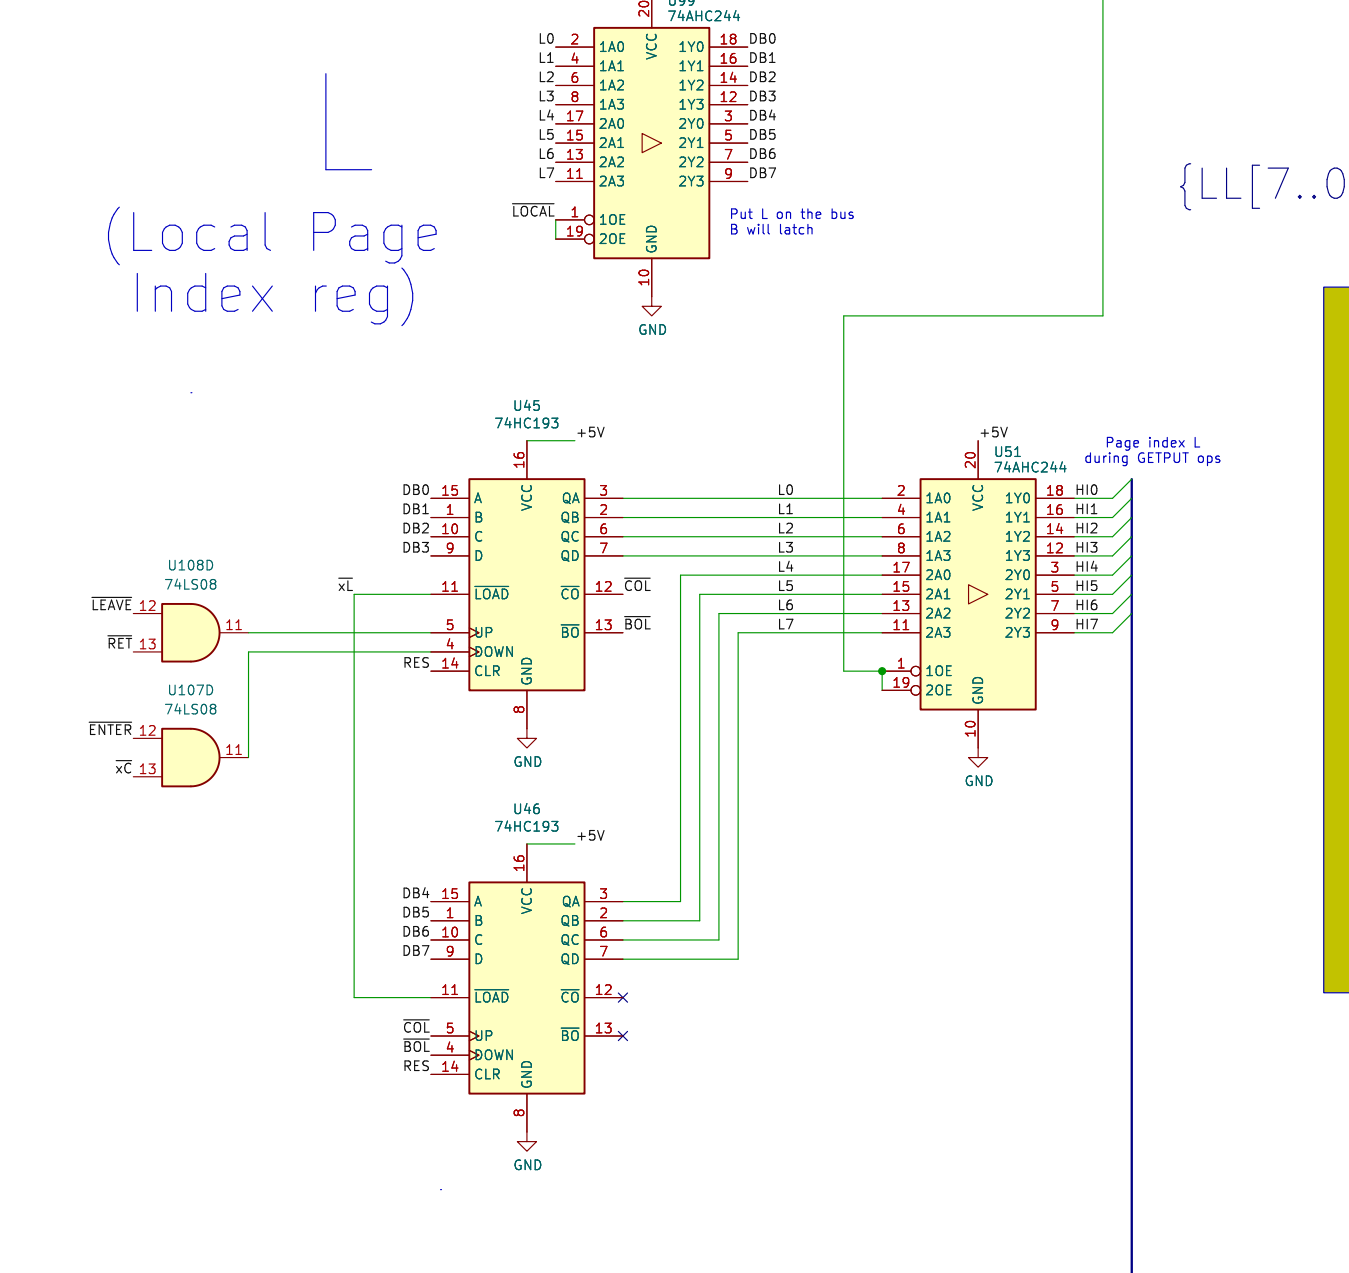 U99
74AHC244
20
VCC
L0 2 1A0 1Y0 18 DB0
L1 4 1A1 1Y1 16 DB1
L2 6 1A2 1Y2 14 DB2
L3 8 1A3 1Y3 12 DB3
L4 17 2A0 2Y0 3 DB4
L5 15 2A1 2Y1 5 DB5
L6 13 2A2 2Y2 7 DB6
L7 11 2A3 2Y3 9 DB7
LOCAL 1 1OE
19 2OE
GND
10
GND
Put L on the bus
B will latch
L
(Local Page
Index reg)
{LL[7..0
U45
74HC193
+5V
16
VCC
DB0 15 A QA 3 L0
DB1 1 B QB 2 L1
DB2 10 C QC 6 L2
DB3 9 D QD 7 L3
L4
L5
L6
L7
xL 11 LOAD CO 12 COL
5 UP BO 13 BOL
4 DOWN
RES 14 CLR
GND
8
GND
U108D
74LS08
LEAVE 12
RET 13
11
U107D
74LS08
ENTER 12
xC 13
11
+5V
U51
74AHC244
20
VCC
2 1A0 1Y0 18 HI0
4 1A1 1Y1 16 HI1
6 1A2 1Y2 14 HI2
8 1A3 1Y3 12 HI3
17 2A0 2Y0 3 HI4
15 2A1 2Y1 5 HI5
13 2A2 2Y2 7 HI6
11 2A3 2Y3 9 HI7
1 1OE
19 2OE
GND
10
GND
Page index L
during GETPUT ops
U46
74HC193
+5V
16
VCC
DB4 15 A QA 3
DB5 1 B QB 2
DB6 10 C QC 6
DB7 9 D QD 7
11 LOAD CO 12
COL 5 UP BO 13
BOL 4 DOWN
RES 14 CLR
GND
8
GND